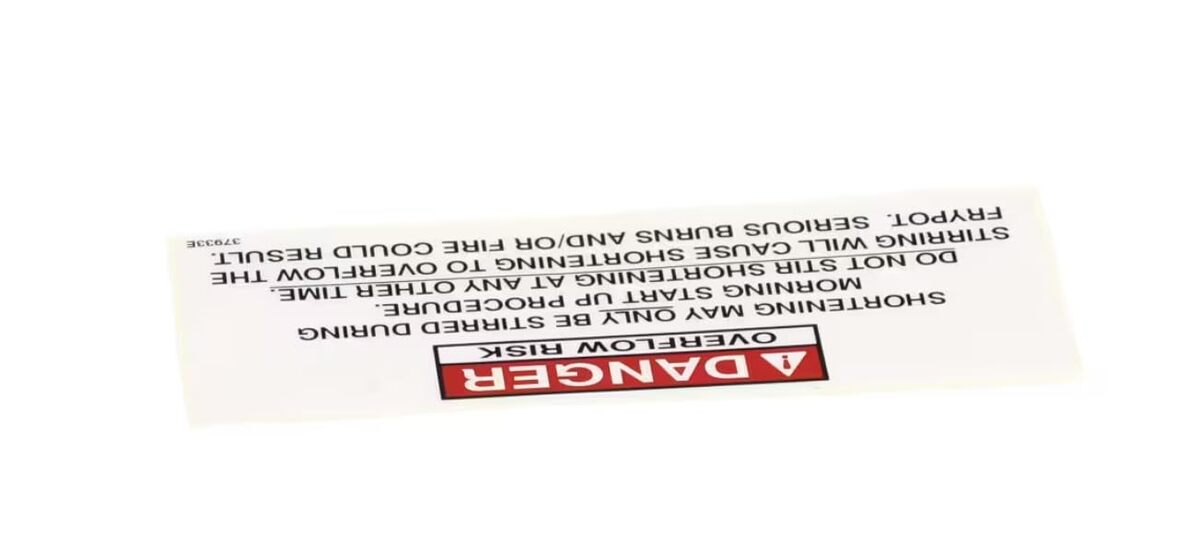 DANGER
OVERFLOW RISK
SHORTENING MAY ONLY BE STIRRED DURING
MORNING START UP PROCEDURE.
DO NOT STIR SHORTENING AT ANY OTHER TIME.
STIRRING WILL CAUSE SHORTENING TO OVERFLOW THE
FRYPOT. SERIOUS BURNS AND/OR FIRE COULD RESULT.
37933E